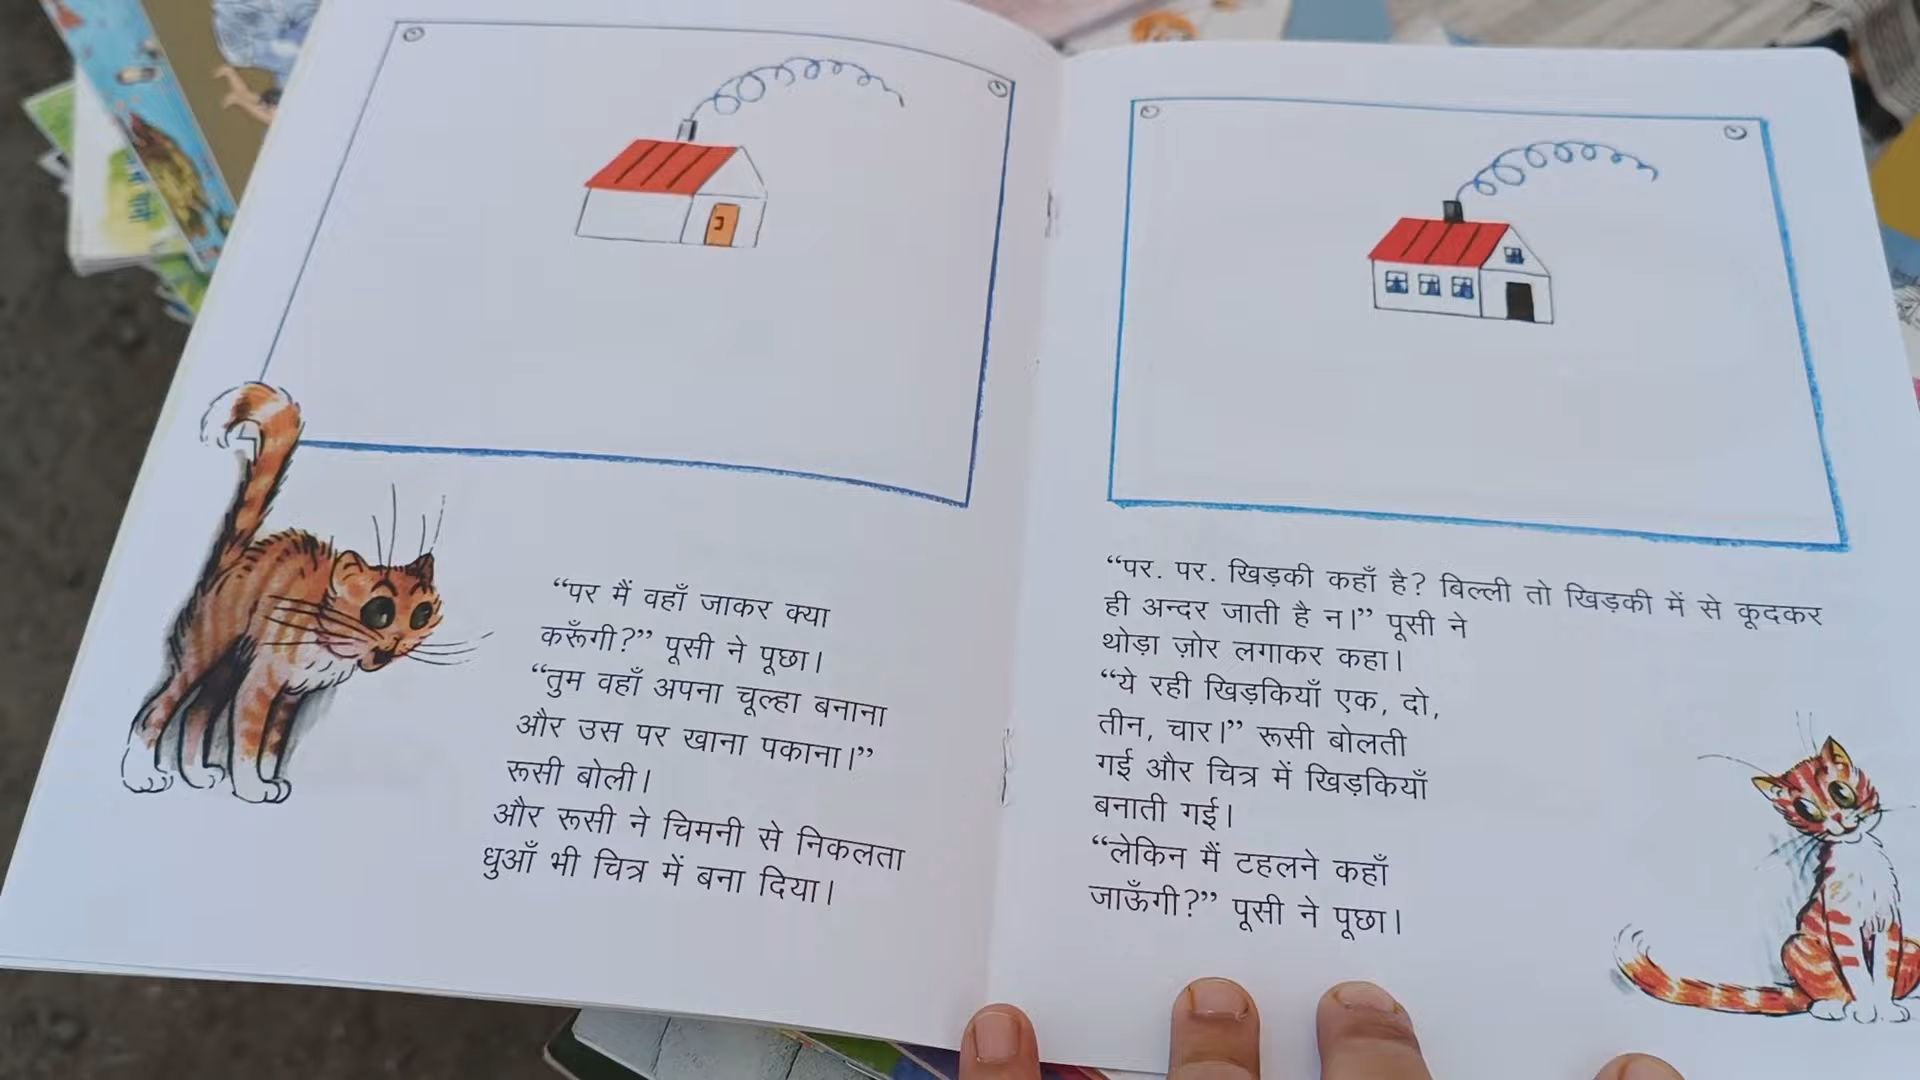 “पर मैं वहाँ जाकर क्या
करूँगी?” पूसी ने पूछा।
“तुम वहाँ अपना चूल्हा बनाना
और उस पर खाना पकाना।”
रूसी बोली।
और रूसी ने चिमनी से निकलता
धुआँ भी चित्र में बना दिया।
“पर. पर. खिड़की कहाँ है? बिल्ली तो खिड़की में से कूदकर
ही अन्दर जाती है न।” पूसी ने
थोड़ा ज़ोर लगाकर कहा।
“ये रही खिड़कियाँ एक, दो,
तीन, चार।” रूसी बोलती
गई और चित्र में खिड़कियाँ
बनाती गई।
“लेकिन मैं टहलने कहाँ
जाऊँगी?” पूसी ने पूछा।